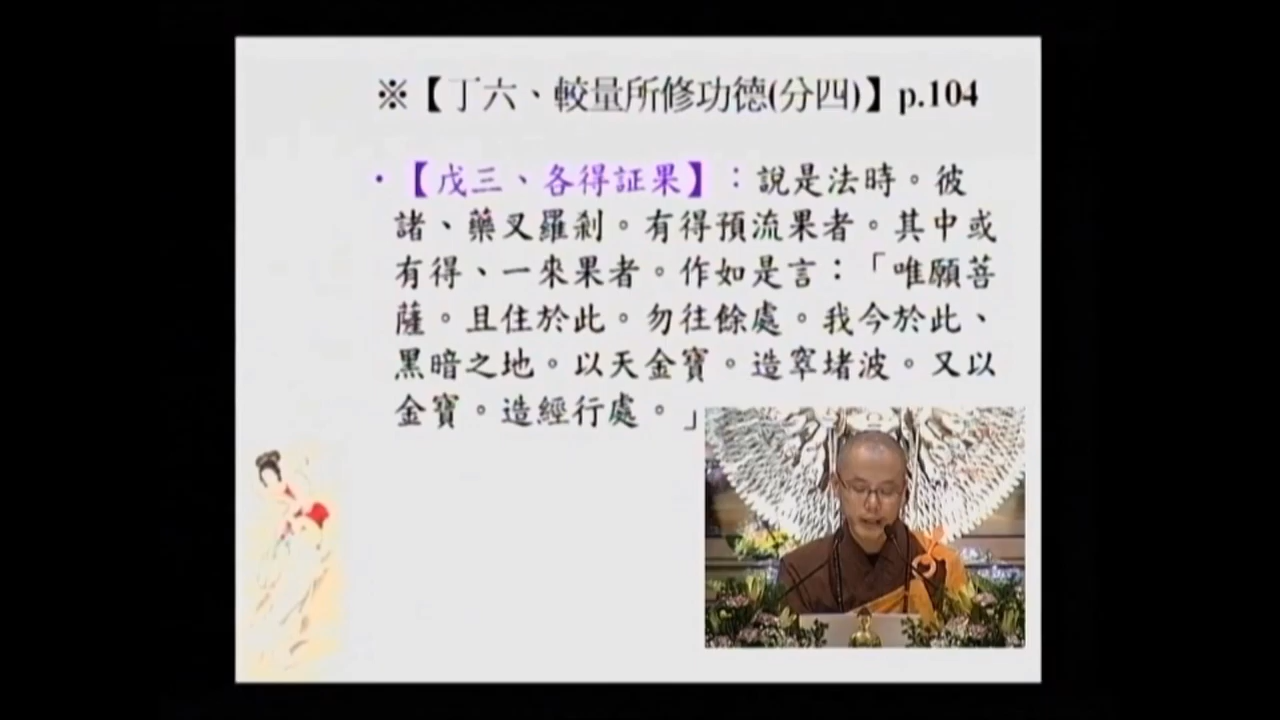 ※【丁六、較量所修功德(分四)】p.104
•【戊三、各得証果】：說是法時。彼
諸、藥叉羅剎。有得預流果者。其中或
有得、一來果者。作如是言：「唯願菩
薩。且住於此。勿往餘處。我今於此、
黑暗之地。以天金寶。造窣堵波。又以
金寶。造經行處。」